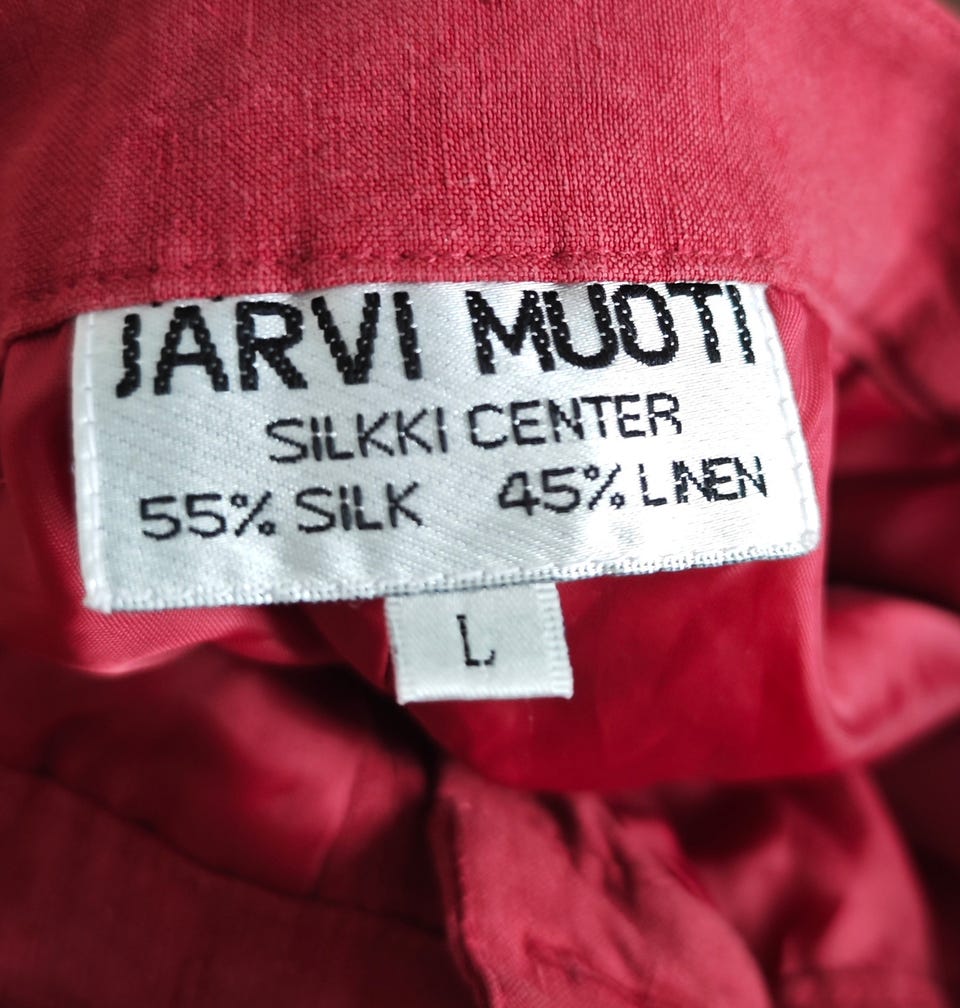 JÄRVI MUOTI
SILKKI CENTER
55% SILK 45% LINEN
L